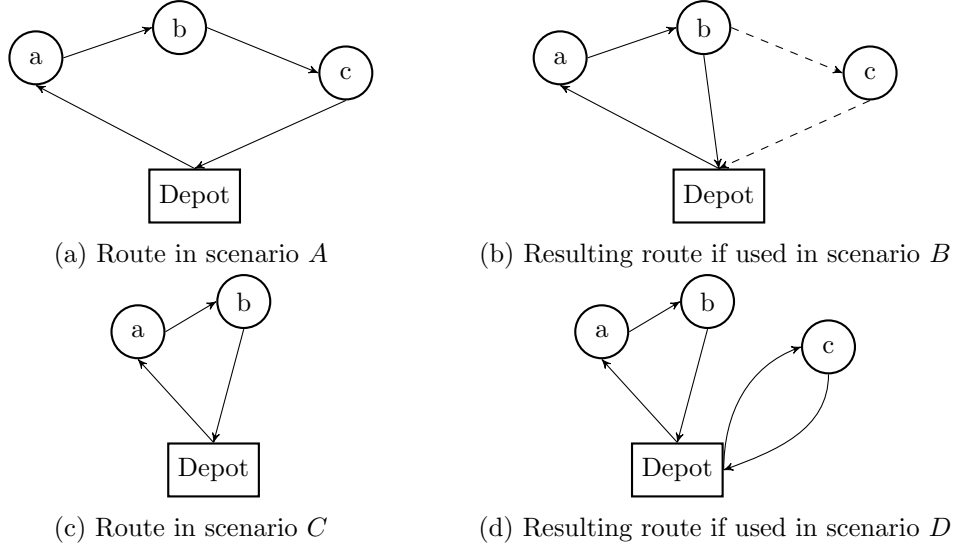 a
b
c
Depot
(a) Route in scenario A
a
b
c
Depot
(b) Resulting route if used in scenario B
a
b
Depot
(c) Route in scenario C
a
b
c
Depot
(d) Resulting route if used in scenario D